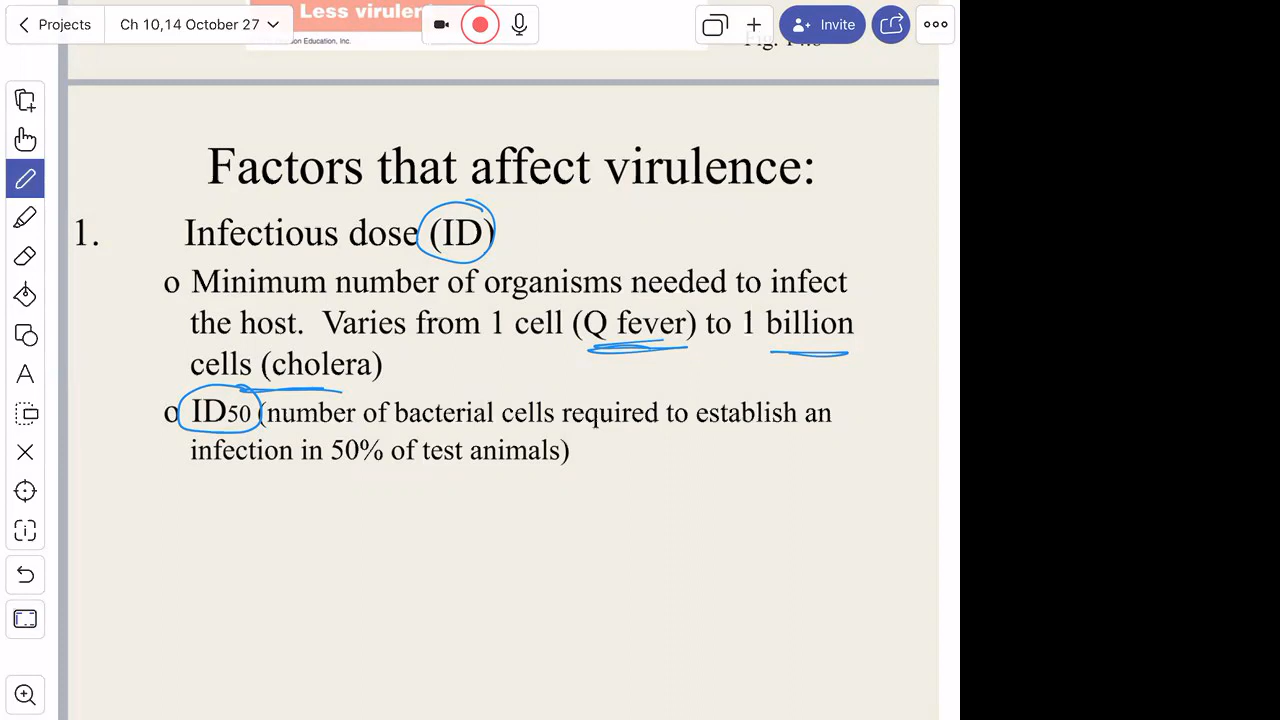 Less virulent
Projects
Ch 10,14 October 27
Invite
Education, Inc.
Factors that affect virulence:
1. Infectious dose (ID)
o Minimum number of organisms needed to infect
the host. Varies from 1 cell (Q fever) to 1 billion
cells (cholera)
o ID50 (number of bacterial cells required to establish an
infection in 50% of test animals)
A